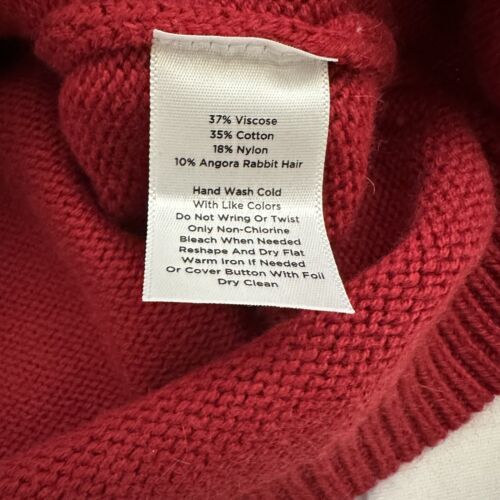 37% Viscose
35% Cotton
18% Nylon
10% Angora Rabbit Hair
Hand Wash Cold
With Like Colors
Do Not Wring Or Twist
Only Non-Chlorine
Bleach When Needed
Reshape And Dry Flat
Warm Iron If Needed
Or Cover Button With Foil
Dry Clean